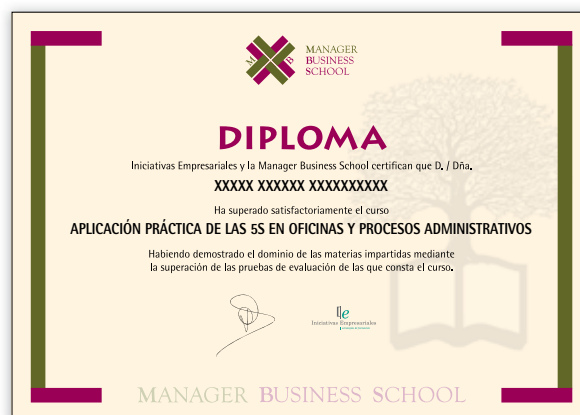 M B S
MANAGER
BUSINESS
SCHOOL
DIPLOMA
Iniciativas Empresariales y la Manager Business School certifican que D. / Dña.
XXXXX XXXXXX XXXXXXXXXX
Ha superado satisfactoriamente el curso
APLICACIÓN PRÁCTICA DE LAS 5S EN OFICINAS Y PROCESOS ADMINISTRATIVOS
Habiendo demostrado el dominio de las materias impartidas mediante
la superación de las pruebas de evaluación de las que consta el curso.
Ie
Iniciativas Empresariales
MANAGER BUSINESS SCHOOL